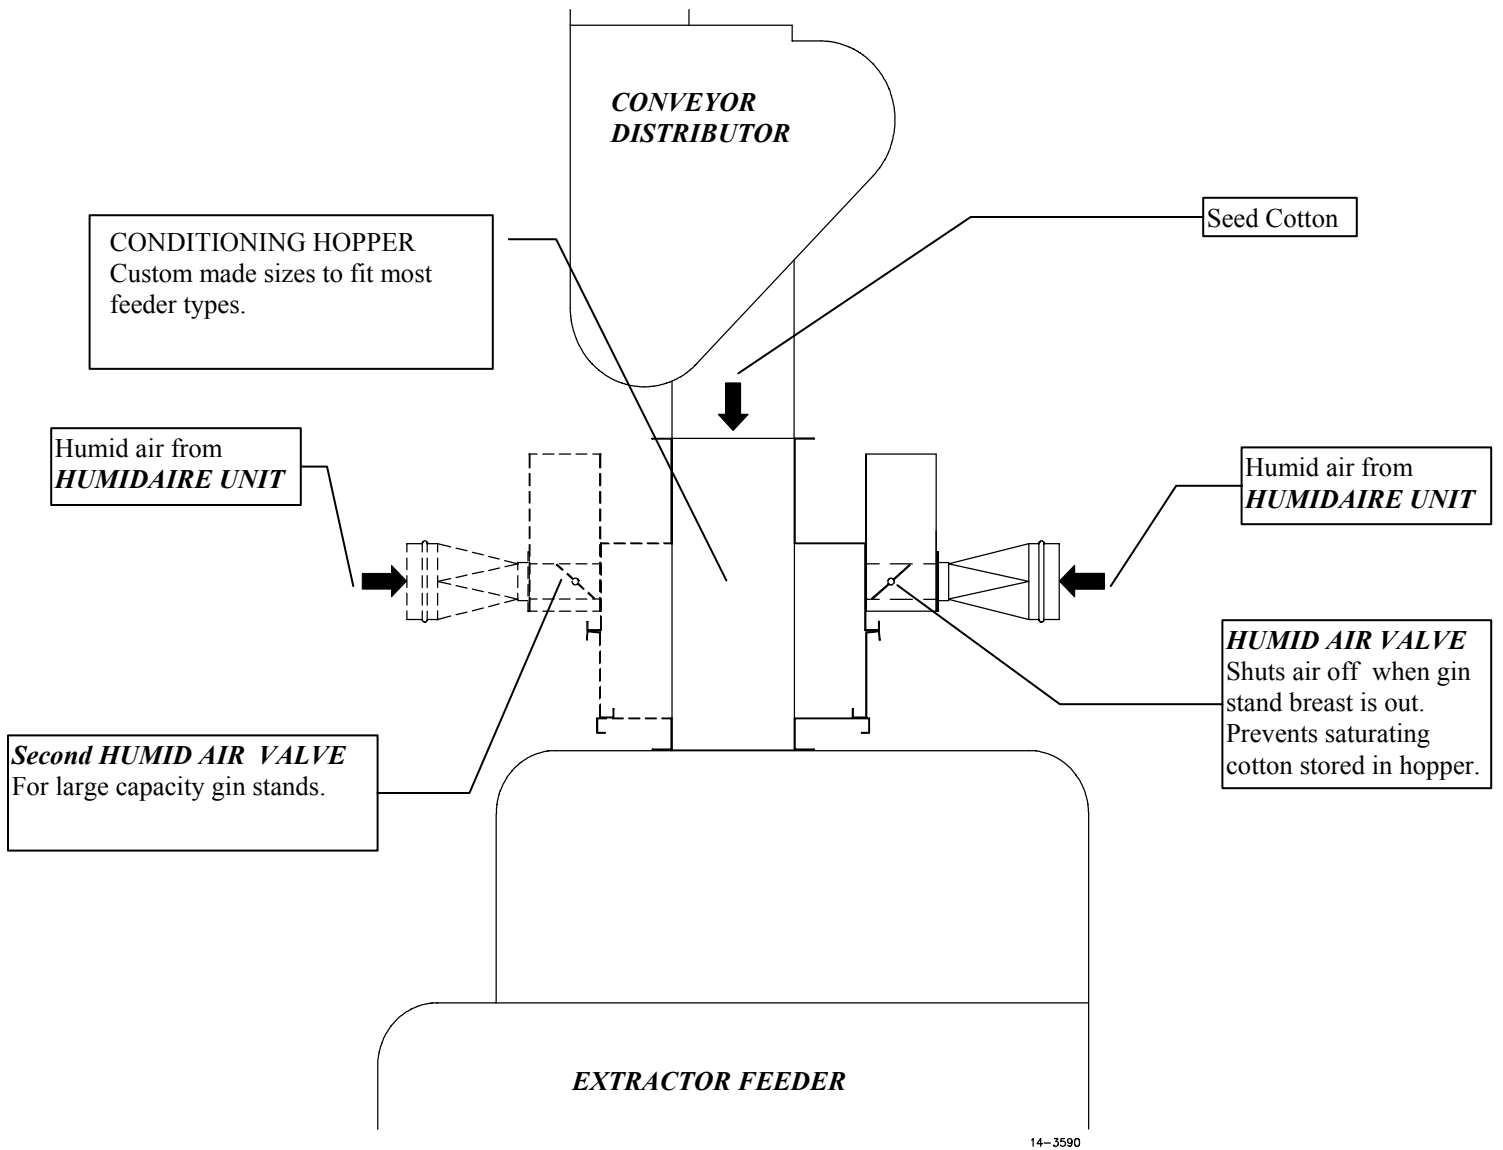 CONVEYOR
DISTRIBUTOR
Seed Cotton
CONDITIONING HOPPER
Custom made sizes to fit most
feeder types.
Humid air from
HUMIDAIRE UNIT
Humid air from
HUMIDAIRE UNIT
HUMID AIR VALVE
Shuts air off when gin
stand breast is out.
Prevents saturating
cotton stored in hopper.
Second HUMID AIR VALVE
For large capacity gin stands.
EXTRACTOR FEEDER
14-3590